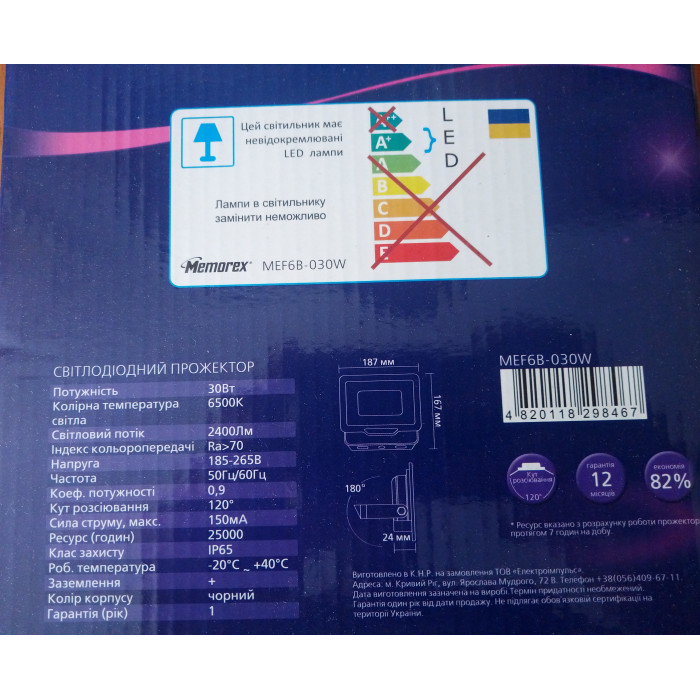 Цей світильник має
невідокремлювані
LED лампи
Лампи в світильнику
замінити неможливо
Memorex MEF6B-030W
A++
A+
A
B
C
D
E
L
E
D
СВІТЛОДІОДНИЙ ПРОЖЕКТОР
Потужність 30Вт
Колірна температура 6500К
світла
Світловий потік 2400Лм
Індекс кольоропередачі Ra>70
Напруга 185-265В
Частота 50Гц/60Гц
Коеф. потужності 0,9
Кут розсіювання 120°
Сила струму, макс. 150мА
Ресурс (годин) 25000
Клас захисту IP65
Роб. температура -20°C ~ +40°C
Заземлення +
Колір корпусу чорний
Гарантія (рік) 1
187 мм
167 мм
180°
24 мм
MEF6B-030W
4 820118 298467
Кут
розсіювання
120°
гарантія
12
місяців
економія
82%
* Ресурс вказано з розрахунку роботи прожектор
протягом 7 годин на добу.
Виготовлено в К.Н.Р. на замовлення ТОВ «Електроімпульс».
Адреса: м. Кривий Ріг, вул. Ярослава Мудрого, 72 В. Телефон +38(056)409-67-11.
Дата виготовлення зазначена на виробі.Термін придатності необмежений.
Гарантія один рік від дати продажу. Не підлягає обов'язковій сертифікації на
території України.